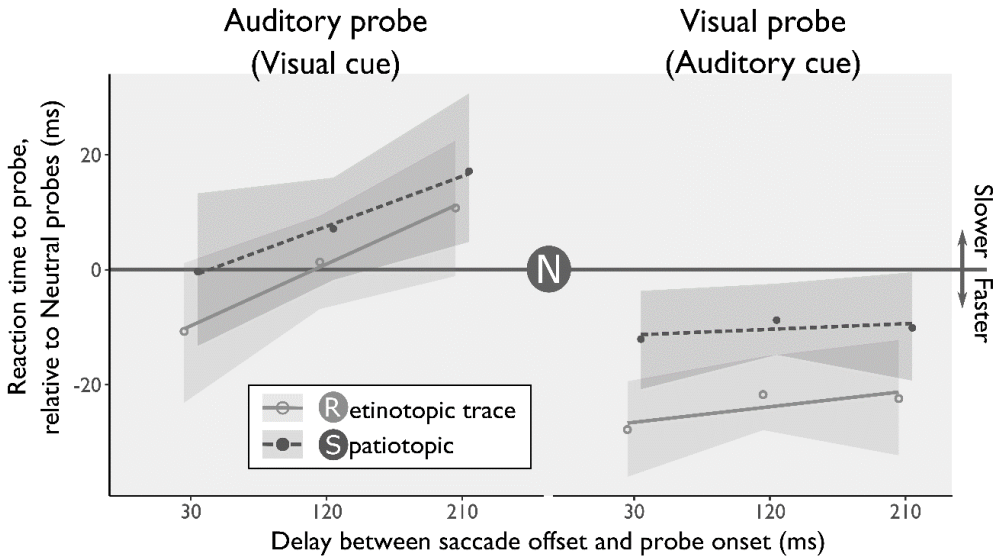 Auditory probe
(Visual cue)
Visual probe
(Auditory cue)
Reaction time to probe,
relative to Neutral probes (ms)
20
0
-20
N
Slower
Faster
Retinotopic trace
Spatiotopic
30 120 210
30 120 210
Delay between saccade offset and probe onset (ms)